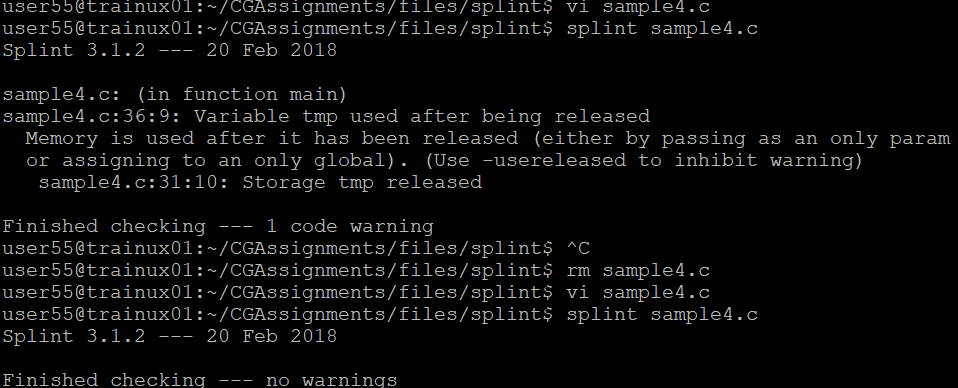 user55@trainux01:~/CGAssignments/files/splint$ vi sample4.c
user55@trainux01:~/CGAssignments/files/splint$ splint sample4.c
Splint 3.1.2 --- 20 Feb 2018

sample4.c: (in function main)
sample4.c:36:9: Variable tmp used after being released
  Memory is used after it has been released (either by passing as an only param
  or assigning to an only global). (Use -usereleased to inhibit warning)
   sample4.c:31:10: Storage tmp released

Finished checking --- 1 code warning
user55@trainux01:~/CGAssignments/files/splint$ ^C
user55@trainux01:~/CGAssignments/files/splint$ rm sample4.c
user55@trainux01:~/CGAssignments/files/splint$ vi sample4.c
user55@trainux01:~/CGAssignments/files/splint$ splint sample4.c
Splint 3.1.2 --- 20 Feb 2018

Finished checking --- no warnings